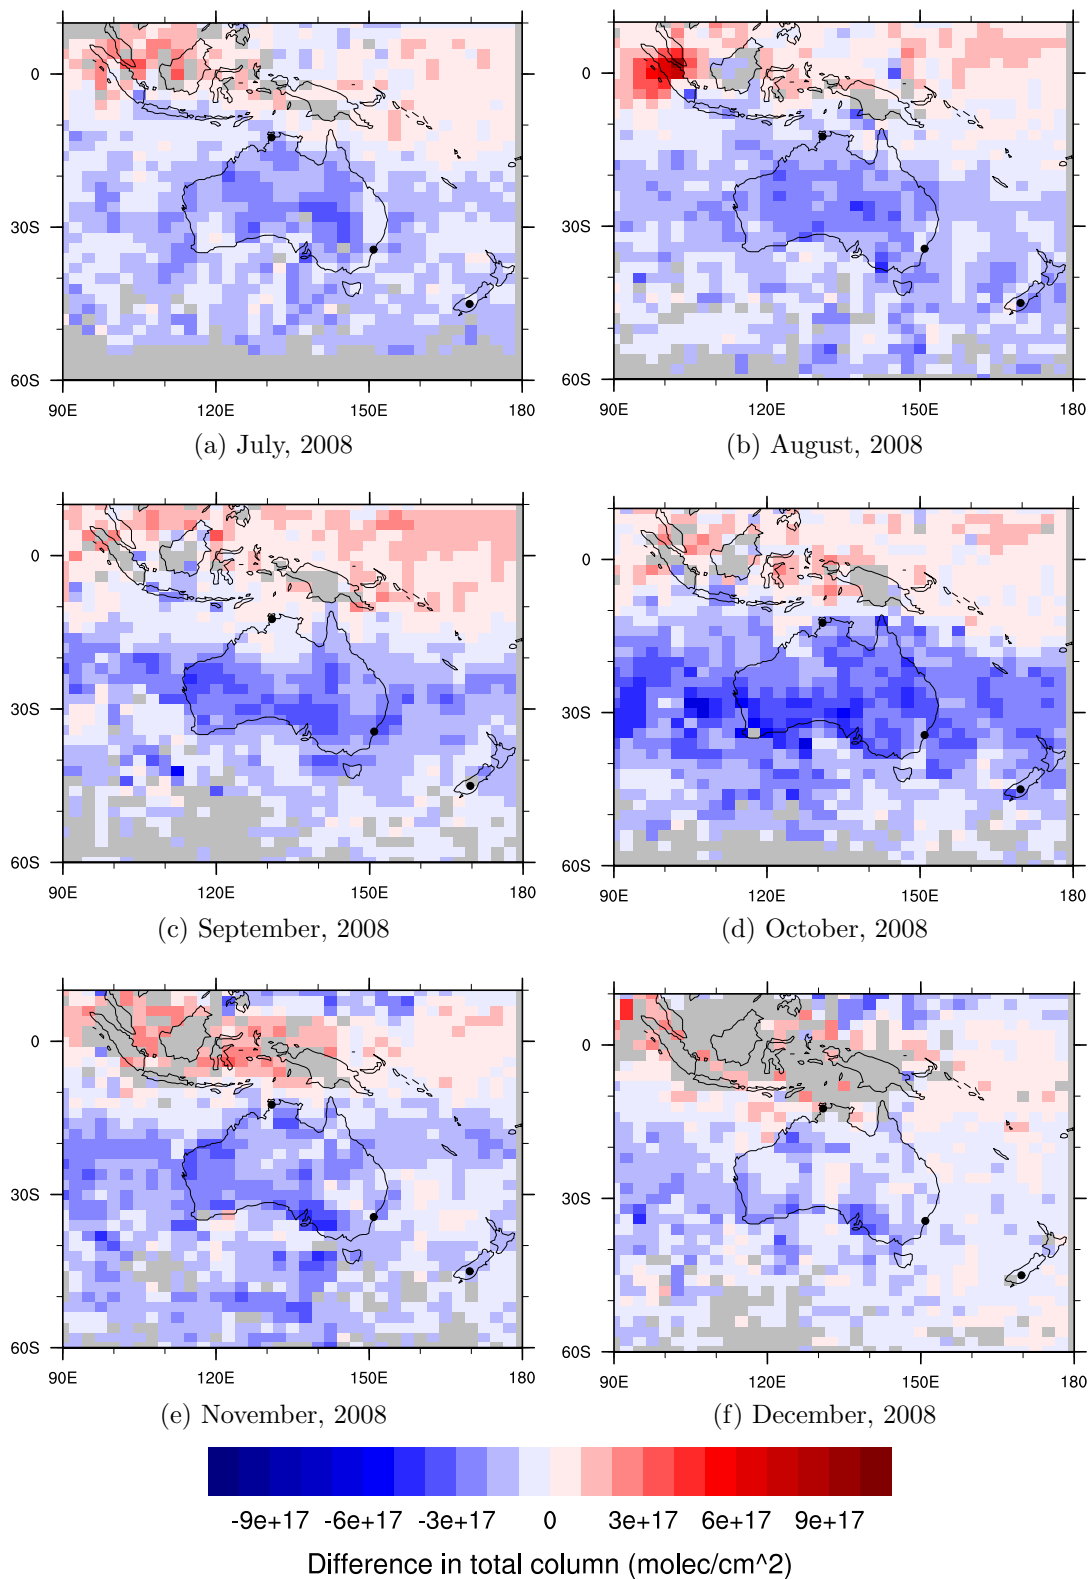 0
30S
60S
90E 120E 150E 180
(a) July, 2008
0
30S
60S
90E 120E 150E 180
(b) August, 2008
0
30S
60S
90E 120E 150E 180
(c) September, 2008
0
30S
60S
90E 120E 150E 180
(d) October, 2008
0
30S
60S
90E 120E 150E 180
(e) November, 2008
0
30S
60S
90E 120E 150E 180
(f) December, 2008
-9e+17 -6e+17 -3e+17 0 3e+17 6e+17 9e+17
Difference in total column (molec/cm^2)